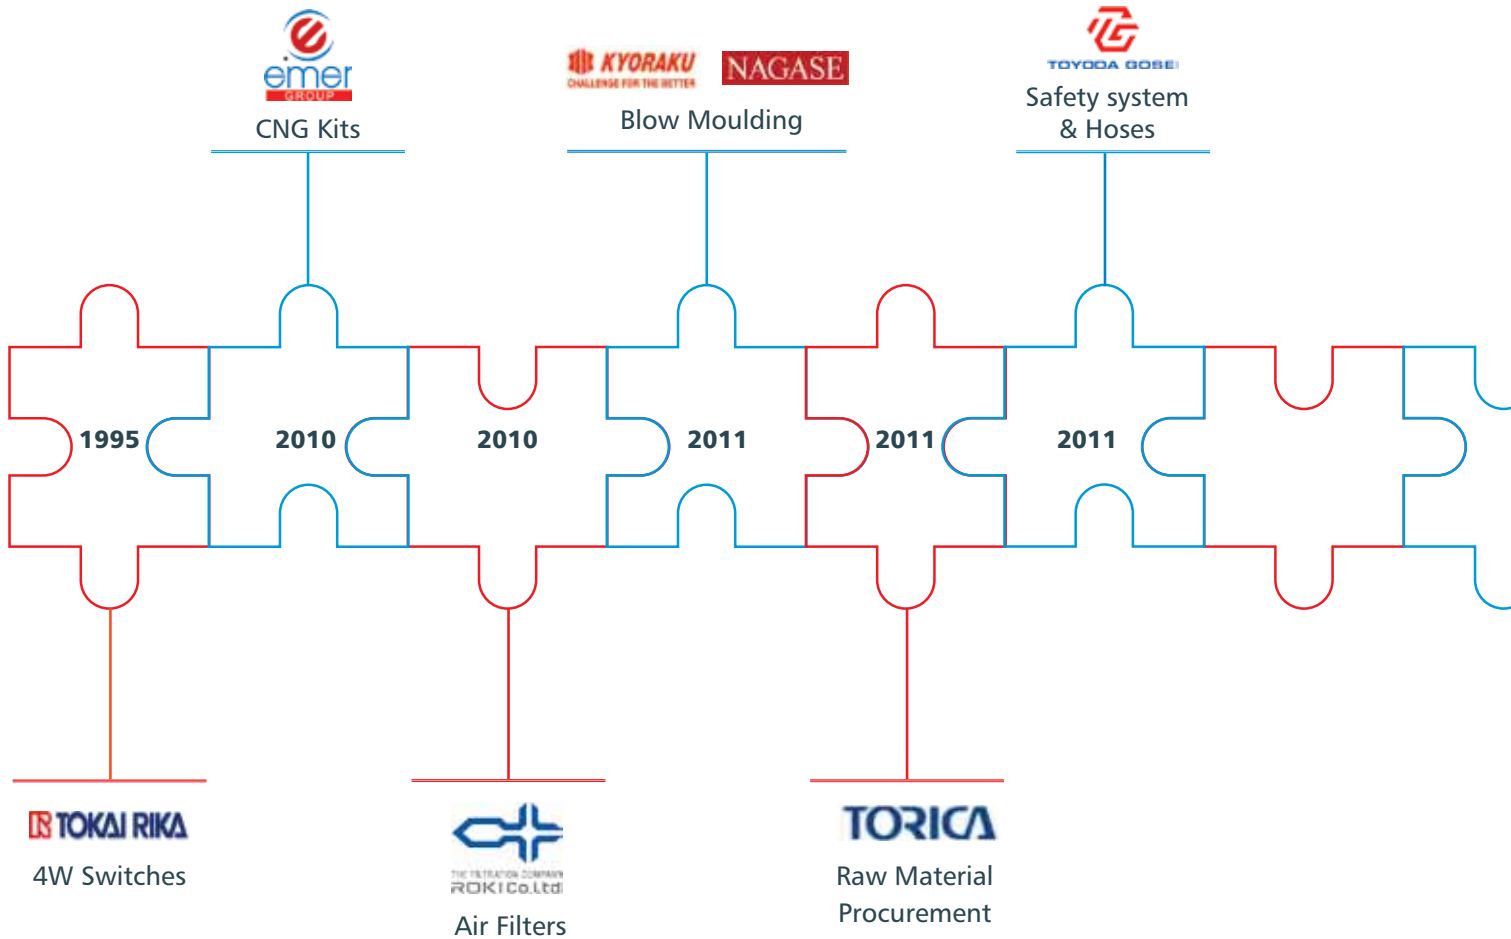 emer
GROUP
CNG Kits
KYORAKU
CHALLENGE FOR THE BETTER
NAGASE
Blow Moulding
TG
TOYODA GOSEI
Safety system
& Hoses
1995
2010
2010
2011
2011
2011
TOKAI RIKA
4W Switches
THE FILTRATION COMPANY
ROKI Co.Ltd
Air Filters
TORICA
Raw Material
Procurement